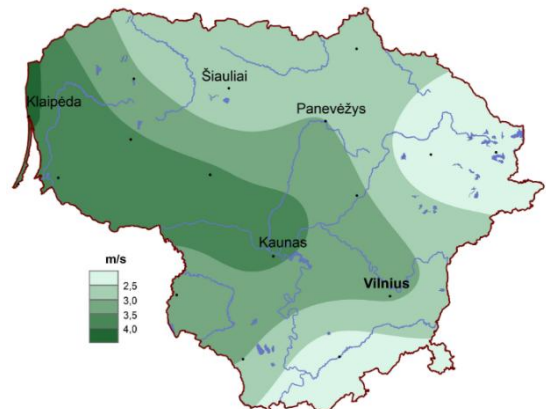 Šiauliai
Klaipėda
Panevėžys
Kaunas
m/s
Vilnius
2,5
3,0
3,5
4,0